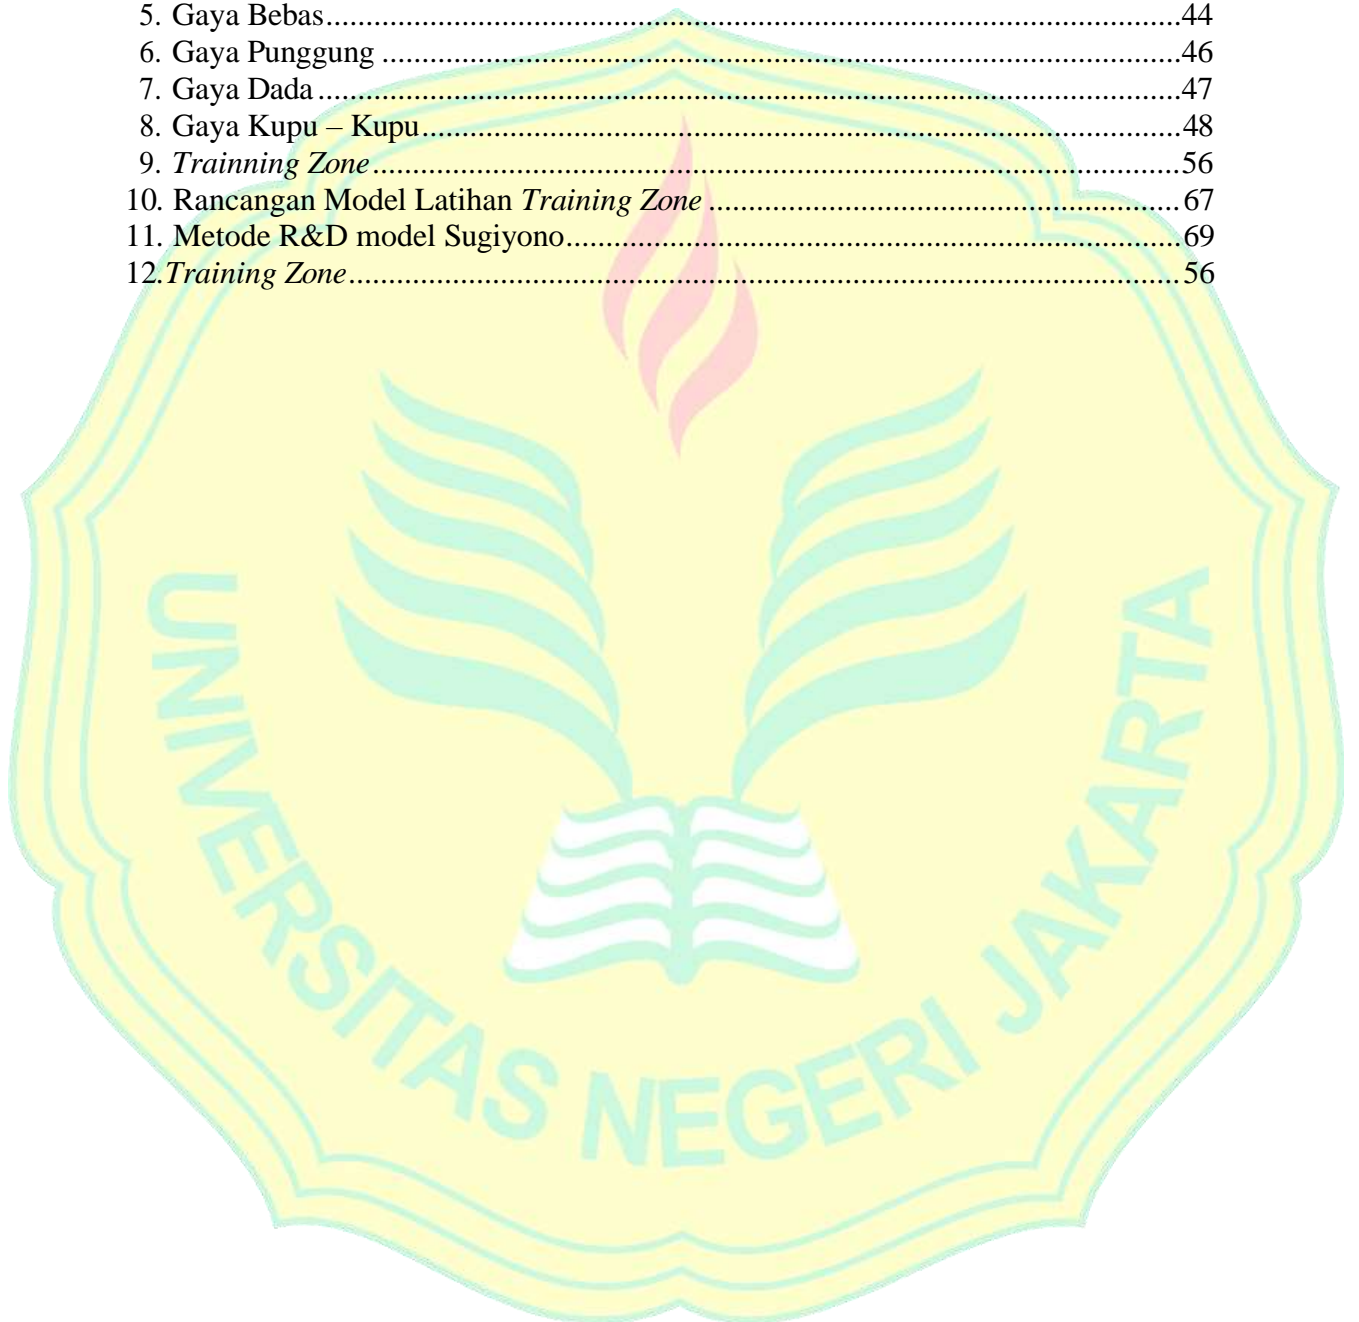 5. Gaya Bebas....................................................................................................................44
6. Gaya Punggung .............................................................................................................46
7. Gaya Dada .....................................................................................................................47
8. Gaya Kupu – Kupu.......................................................................................................48
9. Trainning Zone..............................................................................................................56
10. Rancangan Model Latihan Training Zone ...............................................................67
11. Metode R&D model Sugiyono...................................................................................69
12.Training Zone................................................................................................................56
UNIVERSITAS NEGERI JAKARTA